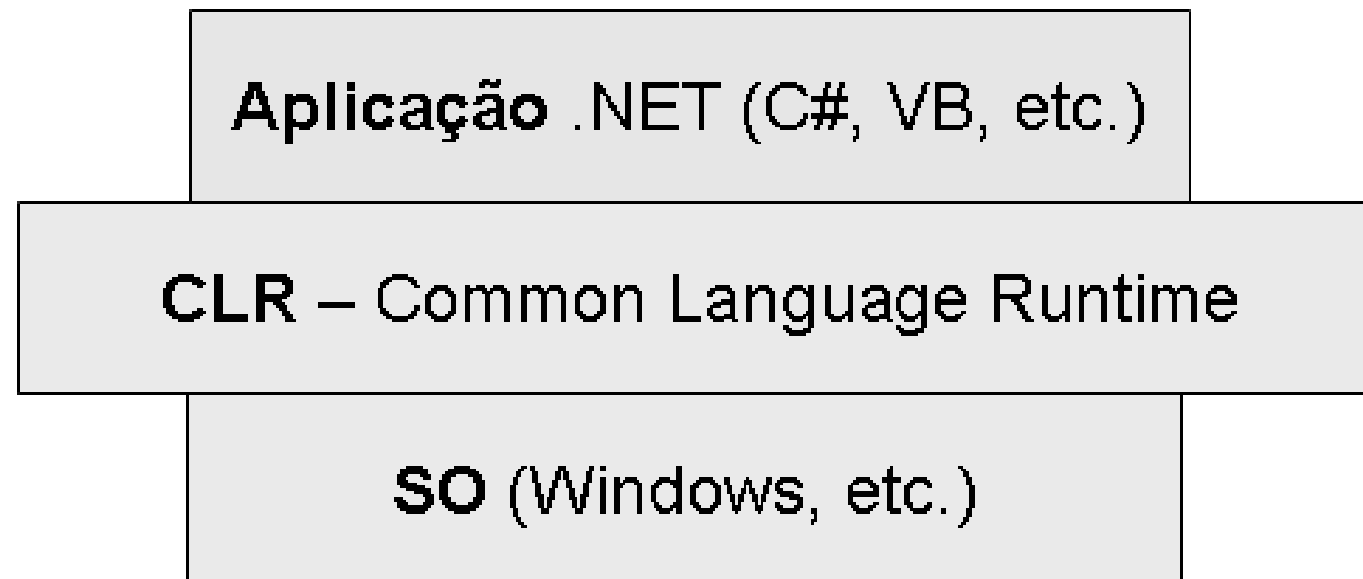 Aplicação .NET (C#, VB, etc.)
CLR – Common Language Runtime
SO (Windows, etc.)